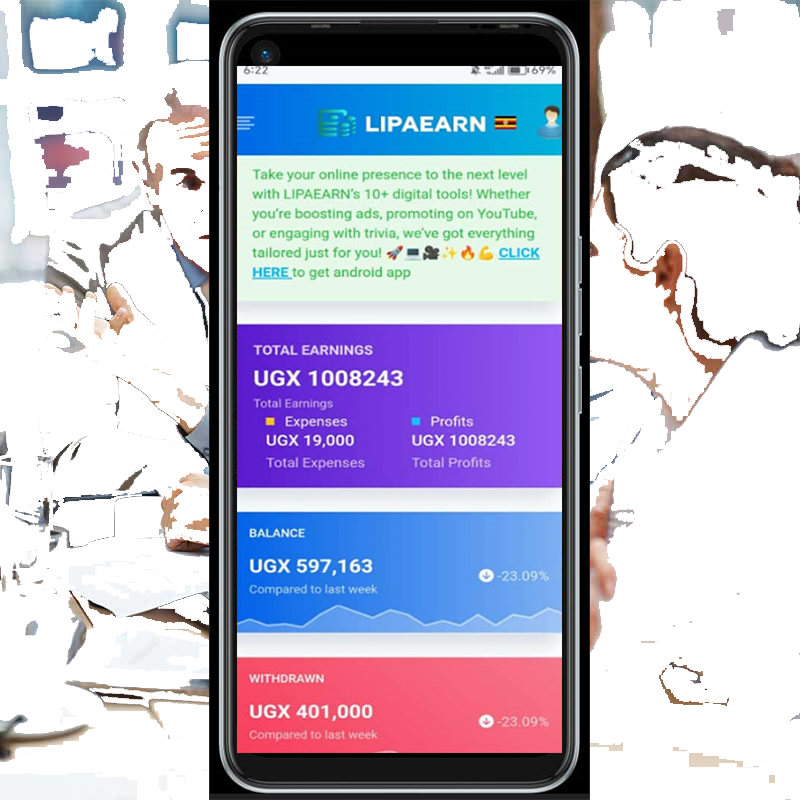 6:22 69%
LIPAEARN
Take your online presence to the next level
with LIPAEARN's 10+ digital tools! Whether
you're boosting ads, promoting on YouTube,
or engaging with trivia, we've got everything
tailored just for you! 🚀💻🎥✨🔥💪 CLICK
HERE to get android app
TOTAL EARNINGS
UGX 1008243
Total Earnings
Expenses Profits
UGX 19,000 UGX 1008243
Total Expenses Total Profits
BALANCE
UGX 597,163
-23.09%
Compared to last week
WITHDRAWN
UGX 401,000
-23.09%
Compared to last week